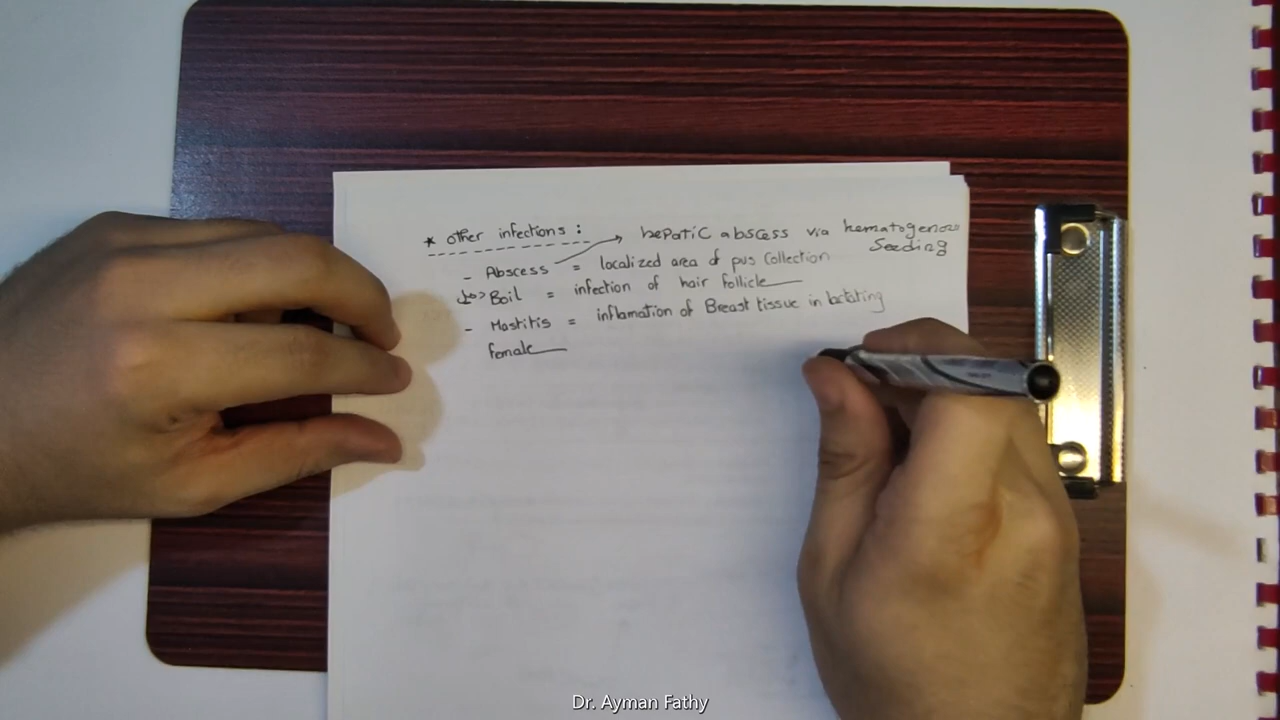 * other infections :
hepatic abscess via hematogenous
seeding
- Abscess = localized area of pus collection
Boil = infection of hair follicle
- Mastitis = inflamation of Breast tissue in lactating
female
Dr. Ayman Fathy